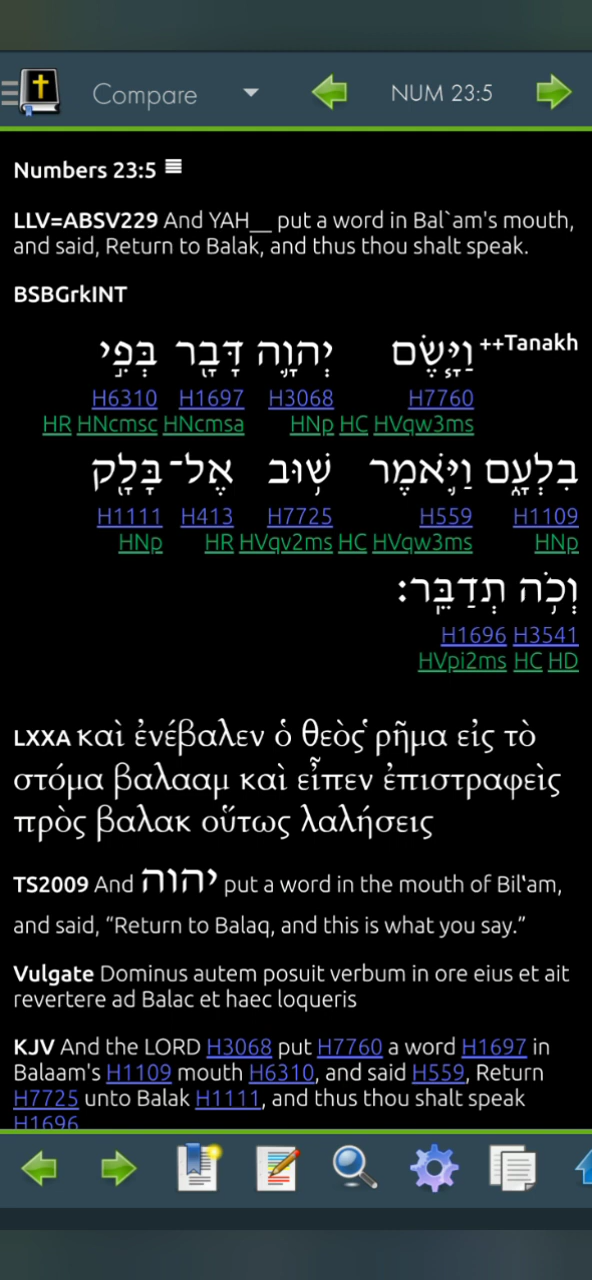 Compare
NUM 23:5
Numbers 23:5
LLV=ABSV229 And YAH__ put a word in Bal`am's mouth,
and said, Return to Balak, and thus thou shalt speak.
BSBGrkINT
++Tanakh וַיָּ֧שֶׂם יְהוָ֛ה דָּבָ֖ר בְּפִ֣י
H6310 H1697 H3068 H7760
HR HNcmsc HNcmsa HNp HC HVqw3ms
בִלְעָ֑ם וַיֹּ֛אמֶר שׁ֥וּב אֶל־ בָּלָ֖ק
H1111 H413 H7725 H559 H1109
HNp HR HVqv2ms HC HVqw3ms HNp
וְכֹ֥ה תְדַבֵּֽר׃
H1696 H3541
HVpi2ms HC HD
LXXA καὶ ἐνέβαλεν ὁ θεὸς ῥῆμα εἰς τὸ
στόμα βαλααμ καὶ εἶπεν ἐπιστραφεὶς
πρὸς βαλακ οὕτως λαλήσεις
TS2009 And יהוה put a word in the mouth of Bil‛am,
and said, “Return to Balaq, and this is what you say.”
Vulgate Dominus autem posuit verbum in ore eius et ait
revertere ad Balac et haec loqueris
KJV And the LORD H3068 put H7760 a word H1697 in
Balaam's H1109 mouth H6310, and said H559, Return
H7725 unto Balak H1111, and thus thou shalt speak
H1696